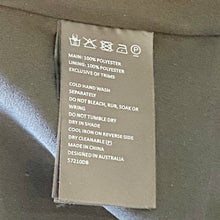 MAIN: 100% POLYESTER
LINING: 100% POLYESTER
EXCLUSIVE OF TRIMS
COLD HAND WASH
SEPARATELY
DO NOT BLEACH, RUB, SOAK OR
WRING
DO NOT TUMBLE DRY
DRY IN SHADE
COOL IRON ON REVERSE SIDE
DRY CLEANABLE Ⓟ
MADE IN CHINA
DESIGNED IN AUSTRALIA
57210DB